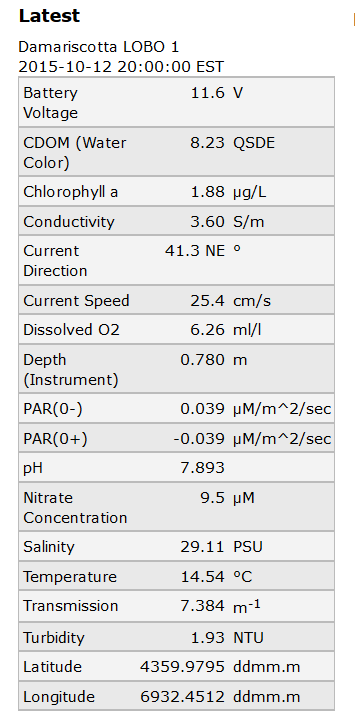 Latest
Damariscotta LOBO 1
2015-10-12 20:00:00 EST
Battery Voltage 11.6 V
CDOM (Water Color) 8.23 QSDE
Chlorophyll a 1.88 µg/L
Conductivity 3.60 S/m
Current Direction 41.3 NE °
Current Speed 25.4 cm/s
Dissolved O2 6.26 ml/l
Depth (Instrument) 0.780 m
PAR(0-) 0.039 µM/m^2/sec
PAR(0+) -0.039 µM/m^2/sec
pH 7.893
Nitrate Concentration 9.5 µM
Salinity 29.11 PSU
Temperature 14.54 °C
Transmission 7.384 m-1
Turbidity 1.93 NTU
Latitude 4359.9795 ddmm.m
Longitude 6932.4512 ddmm.m